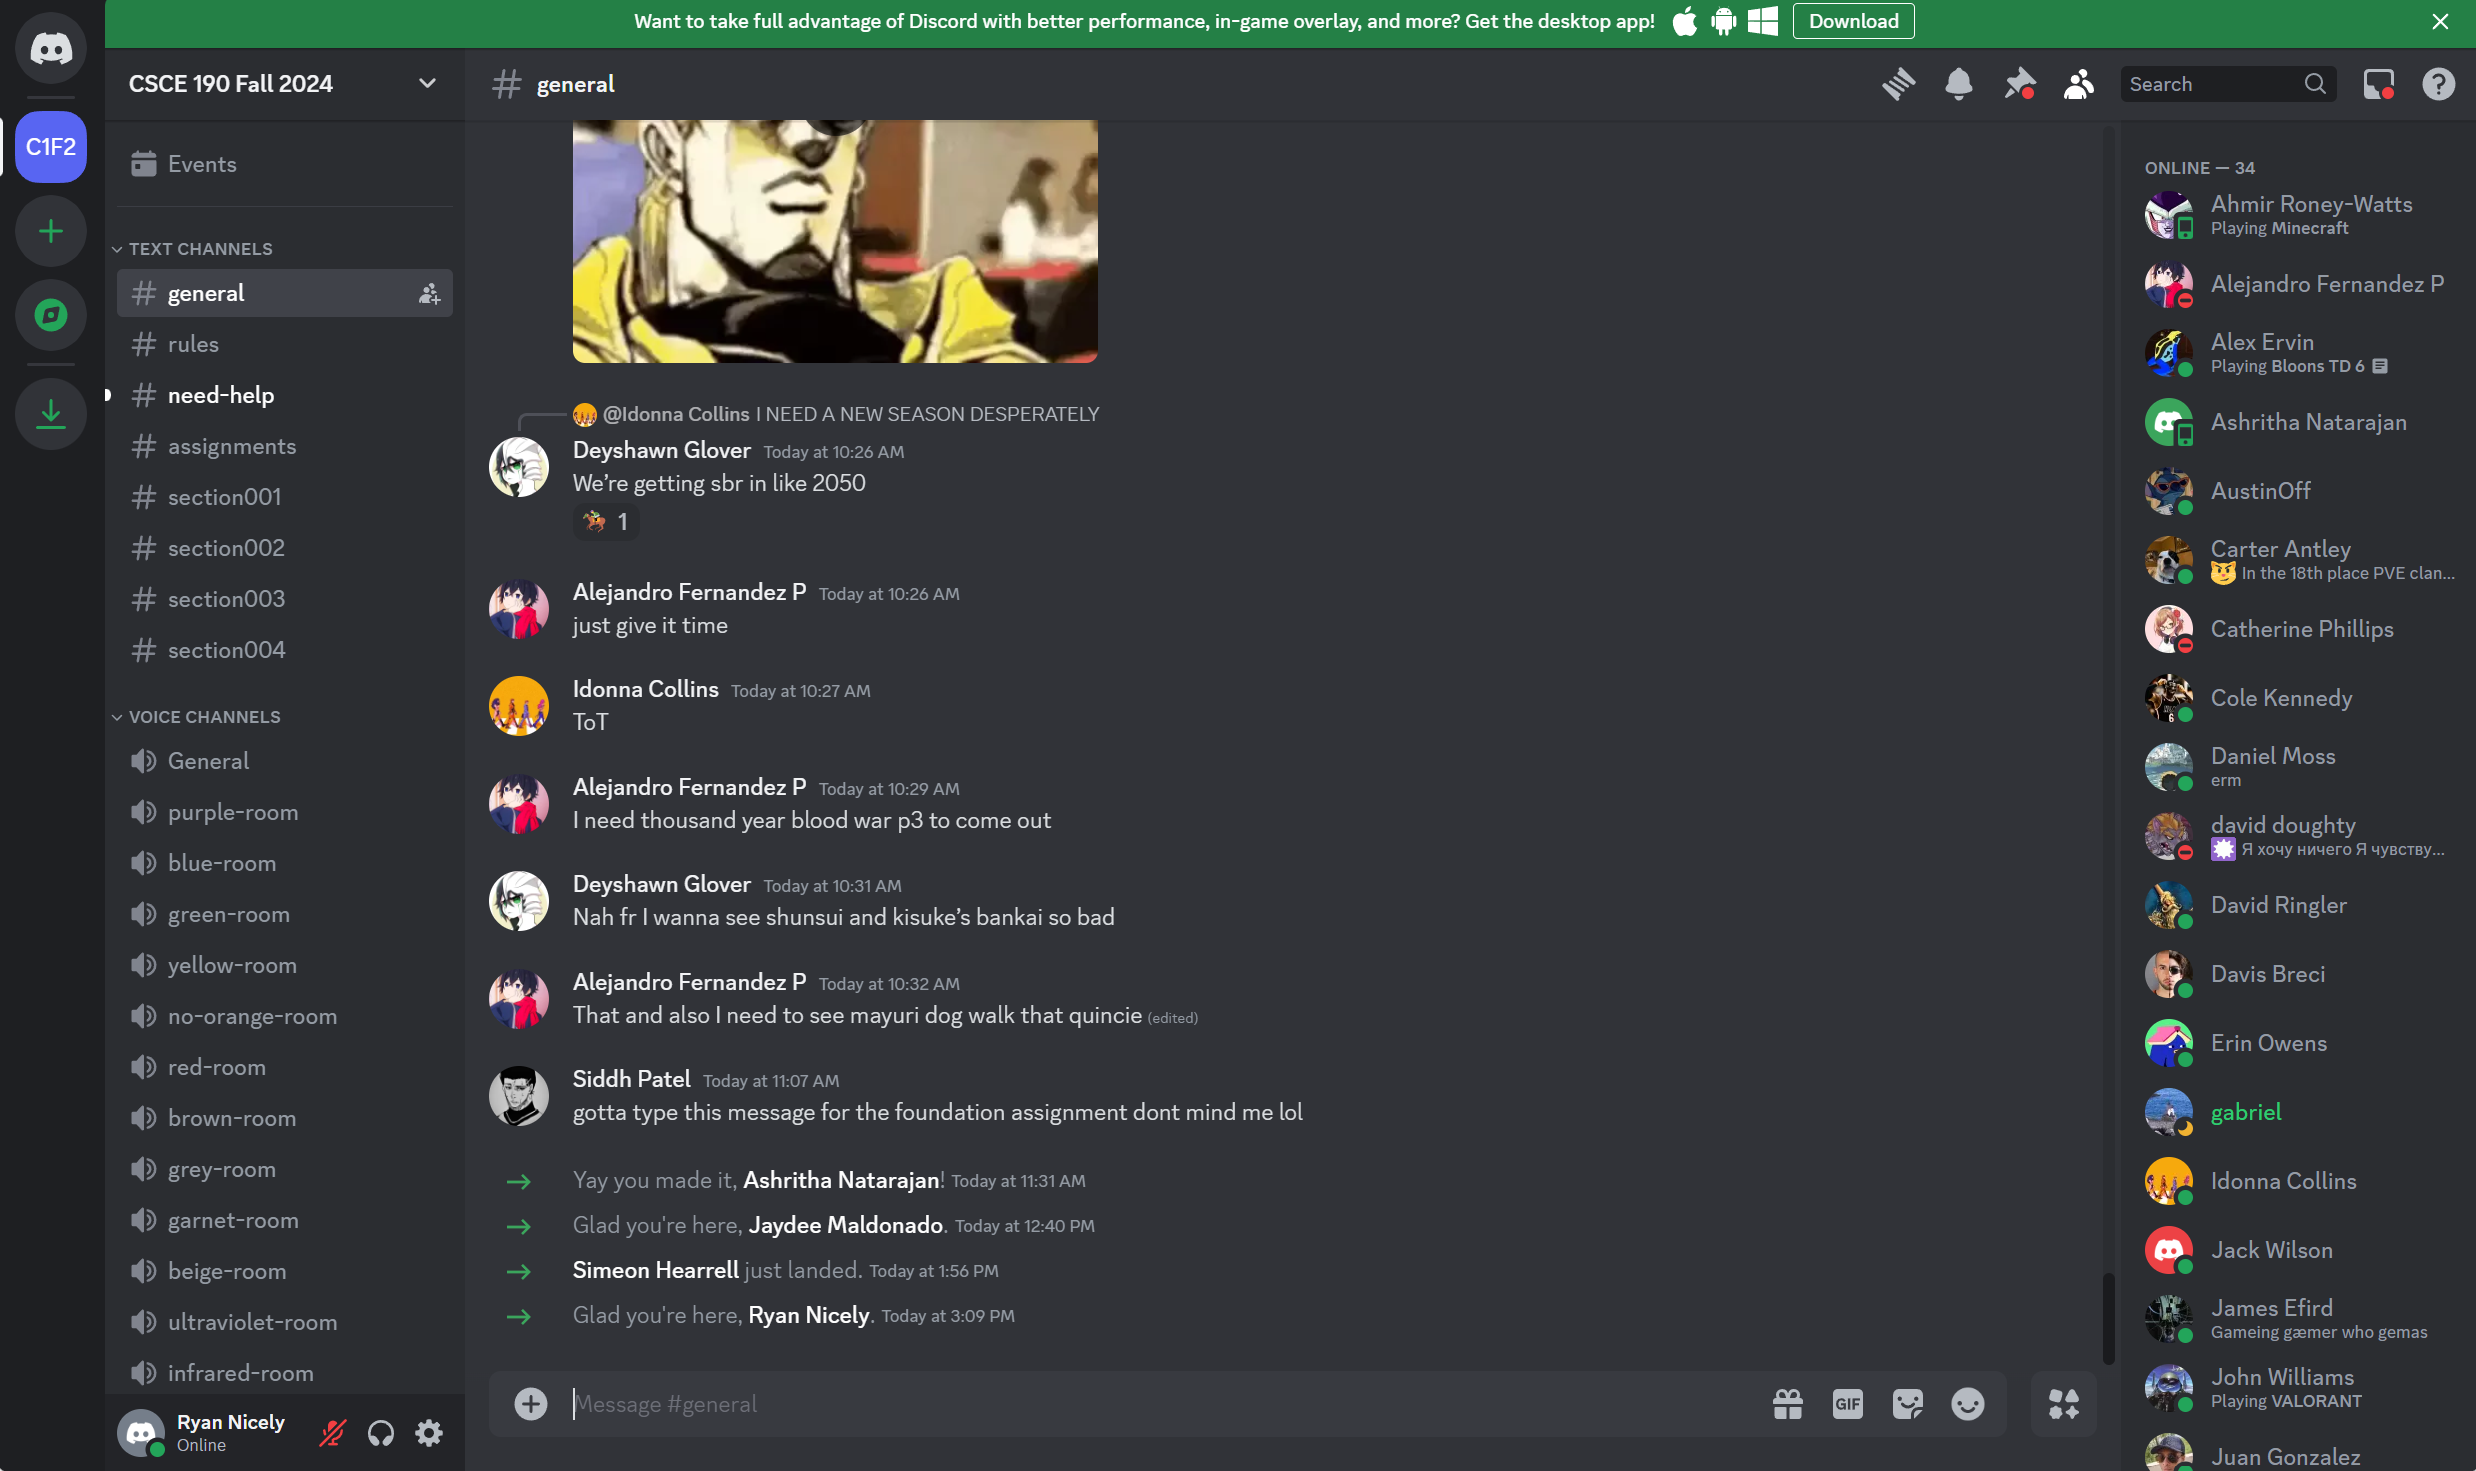 Want to take full advantage of Discord with better performance, in-game overlay, and more? Get the desktop app!
Download
C1F2
CSCE 190 Fall 2024
Events
TEXT CHANNELS
general
rules
need-help
assignments
section001
section002
section003
section004
VOICE CHANNELS
General
purple-room
blue-room
green-room
yellow-room
no-orange-room
red-room
brown-room
grey-room
garnet-room
beige-room
ultraviolet-room
infrared-room
Ryan Nicely
Online
general
Search
@Idonna Collins I NEED A NEW SEASON DESPERATELY
Deyshawn Glover Today at 10:26 AM
We’re getting sbr in like 2050
1
Alejandro Fernandez P Today at 10:26 AM
just give it time
Idonna Collins Today at 10:27 AM
ToT
Alejandro Fernandez P Today at 10:29 AM
I need thousand year blood war p3 to come out
Deyshawn Glover Today at 10:31 AM
Nah fr I wanna see shunsui and kisuke’s bankai so bad
Alejandro Fernandez P Today at 10:32 AM
That and also I need to see mayuri dog walk that quincie (edited)
Siddh Patel Today at 11:07 AM
gotta type this message for the foundation assignment dont mind me lol
Yay you made it, Ashritha Natarajan! Today at 11:31 AM
Glad you're here, Jaydee Maldonado. Today at 12:40 PM
Simeon Hearrell just landed. Today at 1:56 PM
Glad you're here, Ryan Nicely. Today at 3:09 PM
Message #general
GIF
ONLINE — 34
Ahmir Roney-Watts
Playing Minecraft
Alejandro Fernandez P
Alex Ervin
Playing Bloons TD 6
Ashritha Natarajan
AustinOff
Carter Antley
In the 18th place PVE clan...
Catherine Phillips
Cole Kennedy
Daniel Moss
erm
david doughty
Я хочу ничего Я чувству...
David Ringler
Davis Breci
Erin Owens
gabriel
Idonna Collins
Jack Wilson
James Efird
Gameing gæmer who gemas
John Williams
Playing VALORANT
Juan Gonzalez